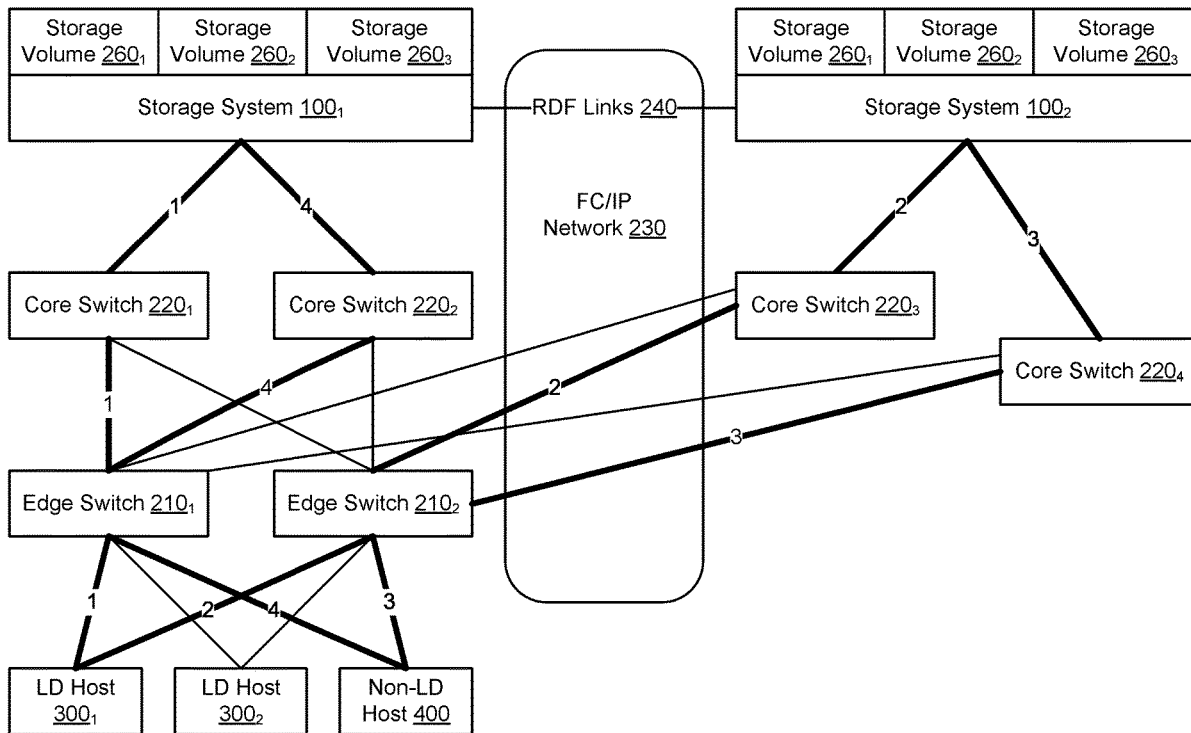 Storage
Volume 260₁
Storage
Volume 260₂
Storage
Volume 260₃
Storage
Volume 260₁
Storage
Volume 260₂
Storage
Volume 260₃
Storage System 100₁
RDF Links 240
Storage System 100₂
FC/IP
Network 230
1
4
2
3
Core Switch 220₁
Core Switch 220₂
Core Switch 220₃
Core Switch 220₄
1
4
2
3
Edge Switch 210₁
Edge Switch 210₂
1
2
4
3
LD Host
300₁
LD Host
300₂
Non-LD
Host 400